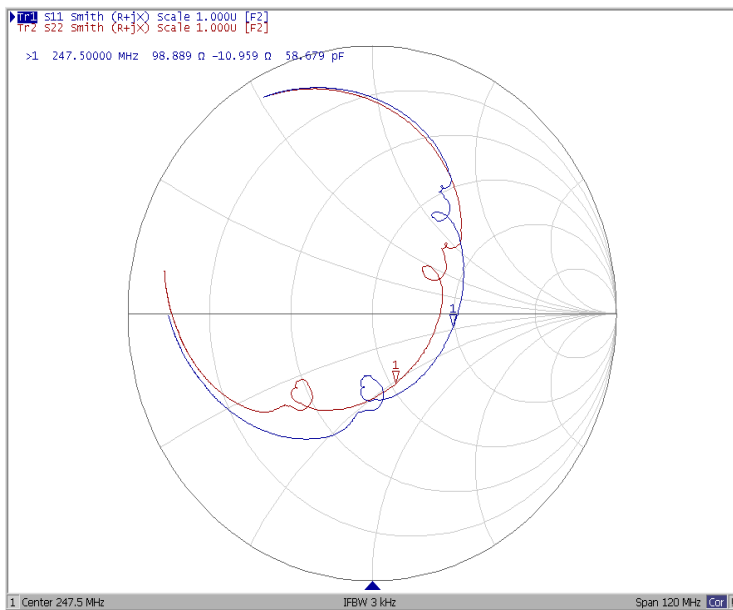 Tr1 S11 Smith (R+jX) Scale 1.000U [F2]
Tr2 S22 Smith (R+jX) Scale 1.000U [F2]
>1 247.50000 MHz 98.889 Ω -10.959 Ω 58.679 pF
1
1
1 Center 247.5 MHz IFBW 3 kHz Span 120 MHz Cor